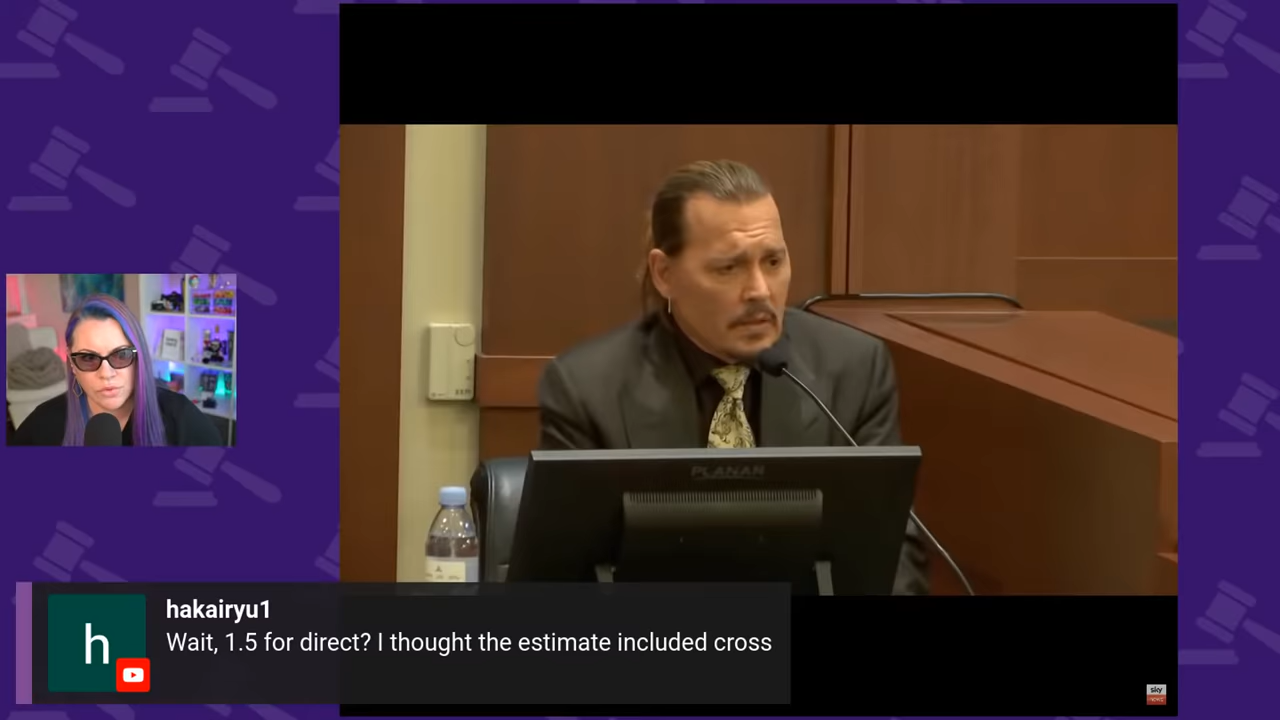 PLANAR
hakairyu1
h
Wait, 1.5 for direct? I thought the estimate included cross
sky
news